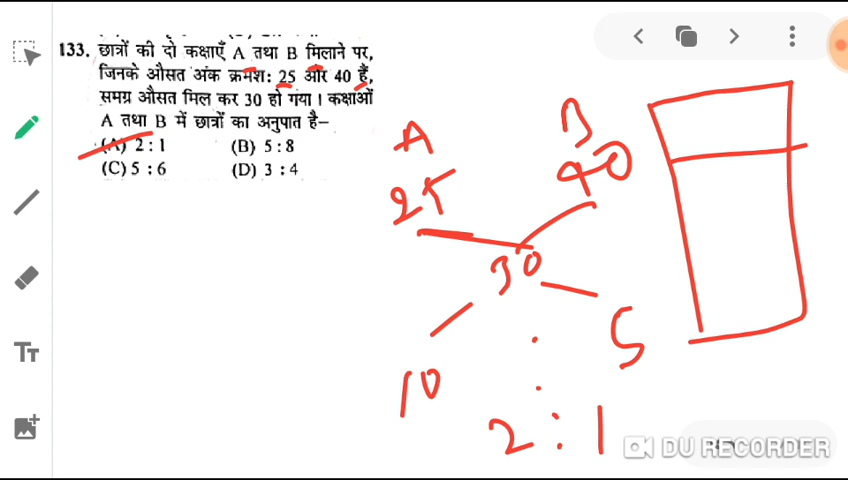 133. छात्रों की दो कक्षाएँ A तथा B मिलाने पर,
जिनके औसत अंक क्रमश: 25 और 40 हैं,
समग्र औसत मिल कर 30 हो गया। कक्षाओं
A तथा B में छात्रों का अनुपात है–
(A) 2 : 1 (B) 5 : 8
(C) 5 : 6 (D) 3 : 4
A B
25 40
30
10 5
2 : 1
Tт
DU RECORDER